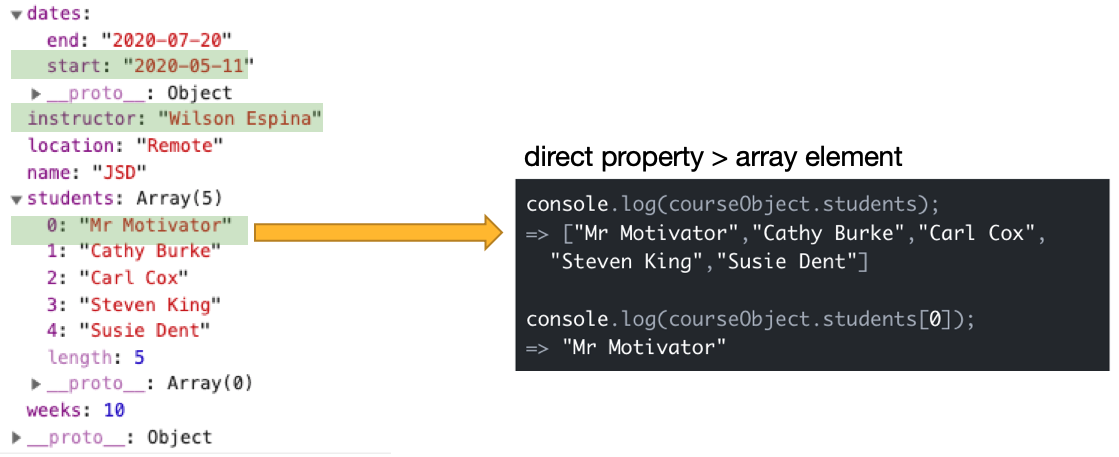 ▼dates:
end: "2020-07-20"
start: "2020-05-11"
▶__proto__: Object
instructor: "Wilson Espina"
location: "Remote"
name: "JSD"
▼students: Array(5)
0: "Mr Motivator"
1: "Cathy Burke"
2: "Carl Cox"
3: "Steven King"
4: "Susie Dent"
length: 5
▶__proto__: Array(0)
weeks: 10
▶__proto__: Object
direct property > array element
console.log(courseObject.students);
=> ["Mr Motivator","Cathy Burke","Carl Cox",
"Steven King","Susie Dent"]
console.log(courseObject.students[0]);
=> "Mr Motivator"